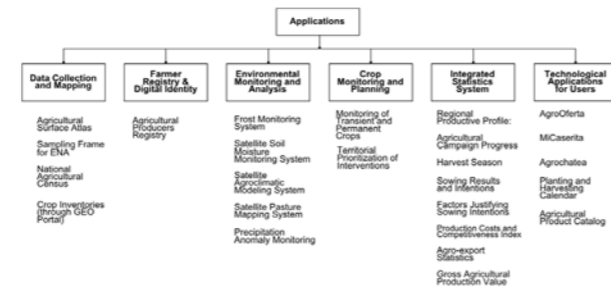 Applications
Data Collection
and Mapping
Agricultural
Surface Atlas
Sampling Frame
for ENA
National
Agricultural
Census
Crop Inventories
(through GEO
Portal)
Farmer
Registry &
Digital Identity
Agricultural
Producers
Registry
Environmental
Monitoring and
Analysis
Frost Monitoring
System
Satellite Soil
Moisture
Monitoring System
Satellite
Agroclimatic
Modeling System
Satellite Pasture
Mapping System
Precipitation
Anomaly Monitoring
Crop
Monitoring and
Planning
Monitoring of
Transient and
Permanent
Crops
Territorial
Prioritization of
Interventions
Integrated
Statistics
System
Regional
Productive Profile:
Agricultural
Campaign Progress
Harvest Season
Sowing Results
and Intentions
Factors Justifying
Sowing Intentions
Production Costs and
Competitiveness Index
Agro-export
Statistics
Gross Agricultural
Production Value
Technological
Applications
for Users
AgroOferta
MiCaserita
Agrochatea
Planting and
Harvesting
Calendar
Agricultural
Product Catalog